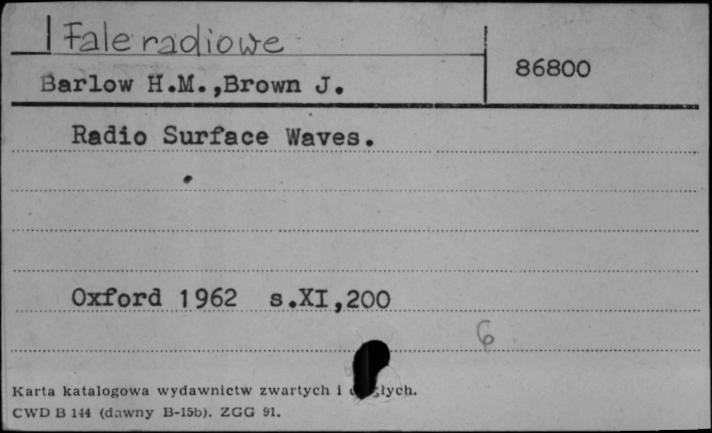 Fale radiowe
Barlow H.M.,Brown J.
86800
Radio Surface Waves.
Oxford 1962 s.XI,200
6
Karta katalogowa wydawnictw zwartych i
CWD B 144 (dawny B-15b). ZGG 91.